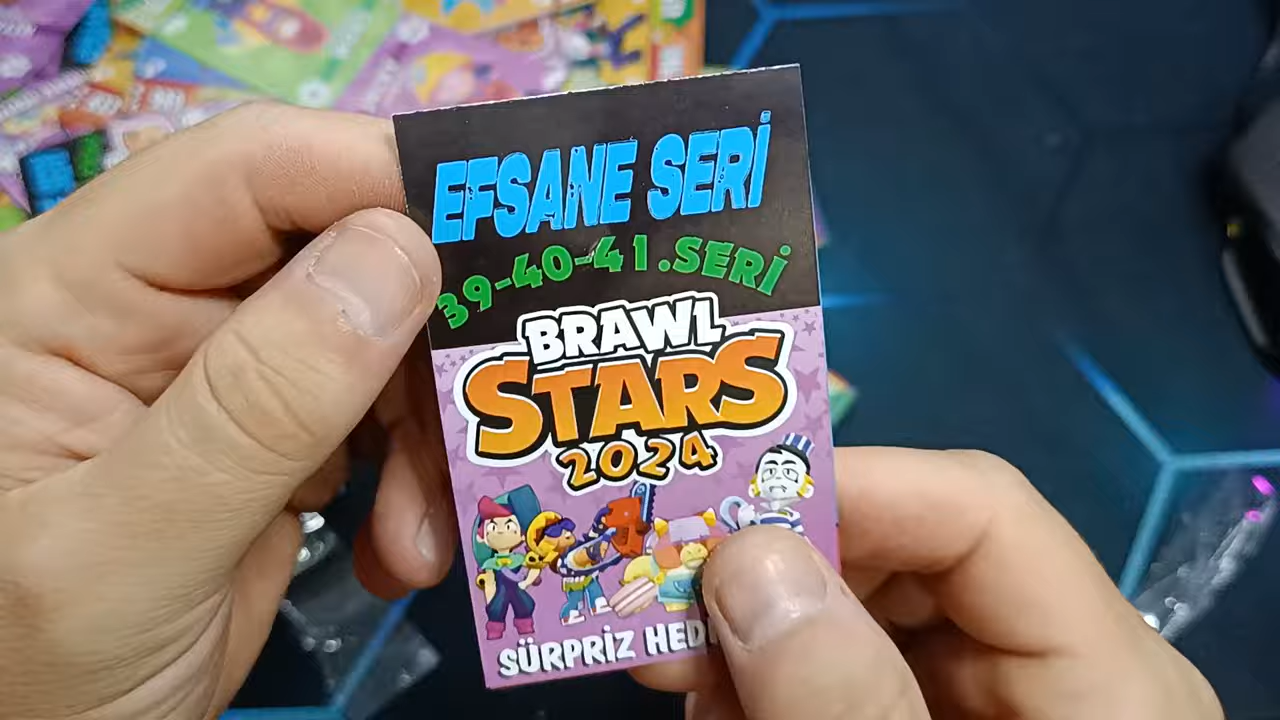 EFSANE SERİ
39-40-41.SERİ
BRAWL
STARS
2024
SÜRPRİZ